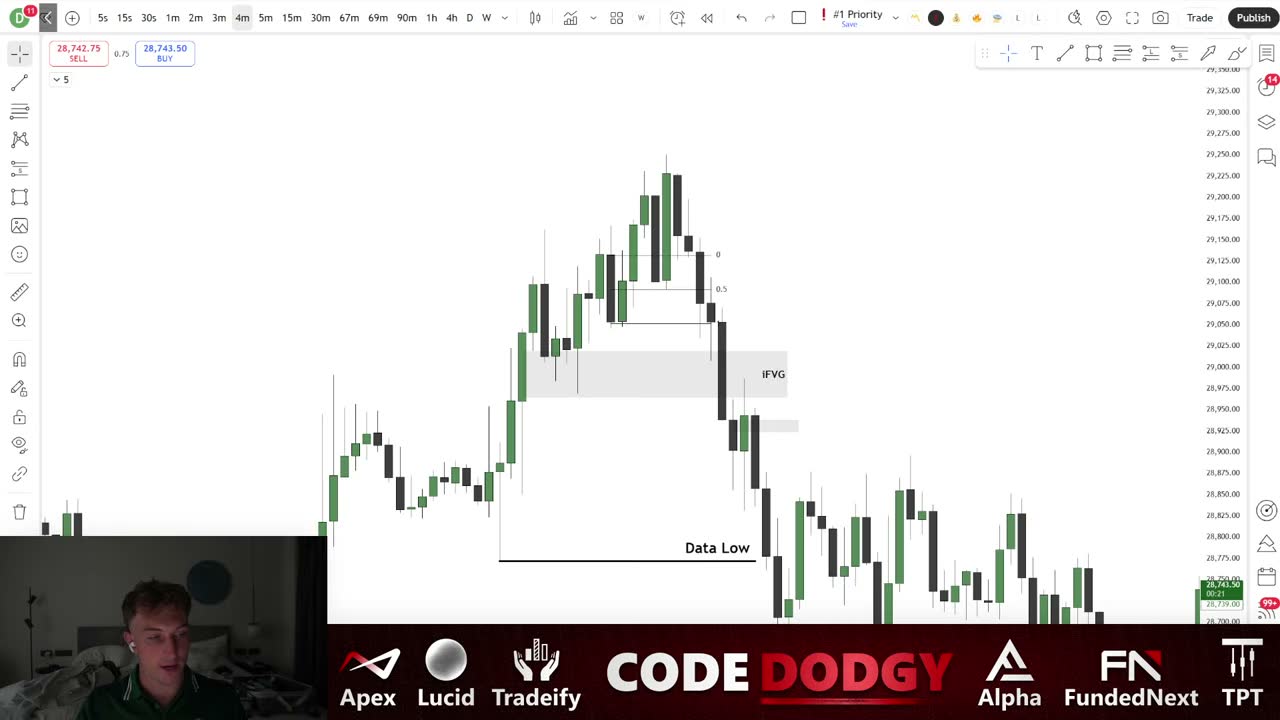 D
11
5s 15s 30s 1m 2m 3m 4m 5m 15m 30m 67m 69m 90m 1h 4h D W
W
#1 Priority
Save
L
L
Trade
Publish
28,742.75
SELL
0.75
28,743.50
BUY
5
T
L
S
S
14
99+
29,350.00
29,325.00
29,300.00
29,275.00
29,250.00
29,225.00
29,200.00
29,175.00
29,150.00
29,125.00
29,100.00
29,075.00
29,050.00
29,025.00
29,000.00
28,975.00
28,950.00
28,925.00
28,900.00
28,875.00
28,850.00
28,825.00
28,800.00
28,775.00
28,750.00
28,743.50
00:21
28,739.00
28,700.00
0
0.5
iFVG
Data Low
Apex
Lucid
Tradeify
CODE DODGY
Alpha
FN
FundedNext
TPT